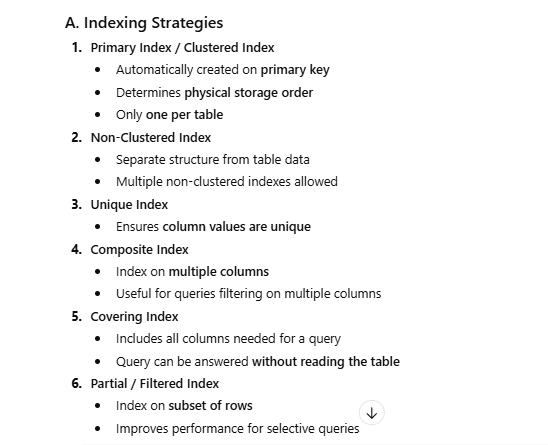 A. Indexing Strategies
1. Primary Index / Clustered Index
• Automatically created on primary key
• Determines physical storage order
• Only one per table
2. Non-Clustered Index
• Separate structure from table data
• Multiple non-clustered indexes allowed
3. Unique Index
• Ensures column values are unique
4. Composite Index
• Index on multiple columns
• Useful for queries filtering on multiple columns
5. Covering Index
• Includes all columns needed for a query
• Query can be answered without reading the table
6. Partial / Filtered Index
• Index on subset of rows
• Improves performance for selective queries